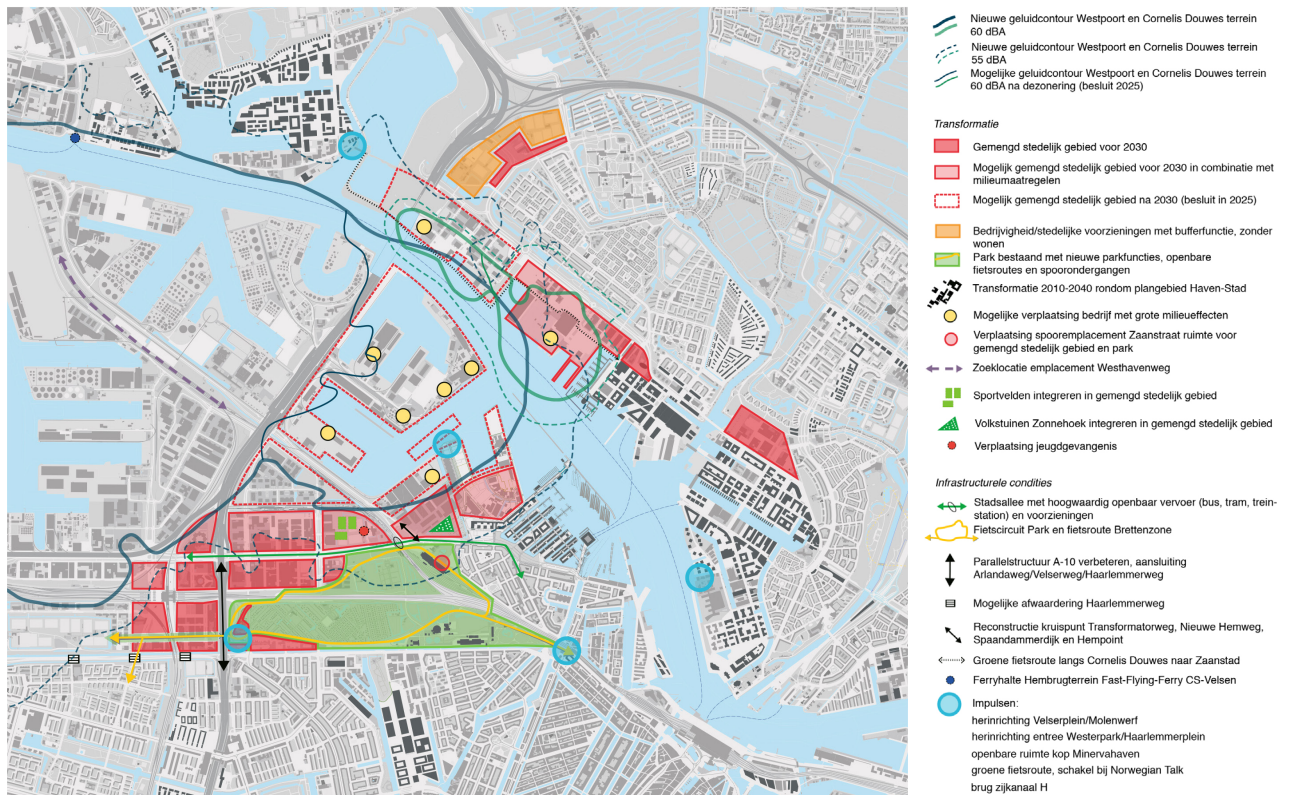 Nieuwe geluidcontour Westpoort en Cornelis Douwes terrein
60 dBA
Nieuwe geluidcontour Westpoort en Cornelis Douwes terrein
55 dBA
Mogelijke geluidcontour Westpoort en Cornelis Douwes terrein
60 dBA na dezonering (besluit 2025)
Transformatie
Gemengd stedelijk gebied voor 2030
Mogelijk gemengd stedelijk gebied voor 2030 in combinatie met
milieumaatregelen
Mogelijk gemengd stedelijk gebied na 2030 (besluit in 2025)
Bedrijvigheid/stedelijke voorzieningen met bufferfunctie, zonder
wonen
Park bestaand met nieuwe parkfuncties, openbare
fietsroutes en spoorondergangen
Transformatie 2010-2040 rondom plangebied Haven-Stad
Mogelijke verplaatsing bedrijf met grote milieueffecten
Verplaatsing spooremplacement Zaanstraat ruimte voor
gemengd stedelijk gebied en park
Zoeklocatie emplacement Westhavenweg
Sportvelden integreren in gemengd stedelijk gebied
Volkstuinen Zonnehoek integreren in gemengd stedelijk gebied
Verplaatsing jeugdgevangenis
Infrastructurele condities
Stadsallee met hoogwaardig openbaar vervoer (bus, tram, trein-
station) en voorzieningen
Fietscircuit Park en fietsroute Brettenzone
Parallelstructuur A-10 verbeteren, aansluiting
Arlandaweg/Velserweg/Haarlemmerweg
Mogelijke afwaardering Haarlemmerweg
Reconstructie kruispunt Transformatorweg, Nieuwe Hemweg,
Spaandammerdijk en Hempoint
Groene fietsroute langs Cornelis Douwes naar Zaanstad
Ferryhalte Hembrugterrein Fast-Flying-Ferry CS-Velsen
Impulsen:
herinrichting Velserplein/Molenwerf
herinrichting entree Westerpark/Haarlemmerplein
openbare ruimte kop Minervahaven
groene fietsroute, schakel bij Norwegian Talk
brug zijkanaal H